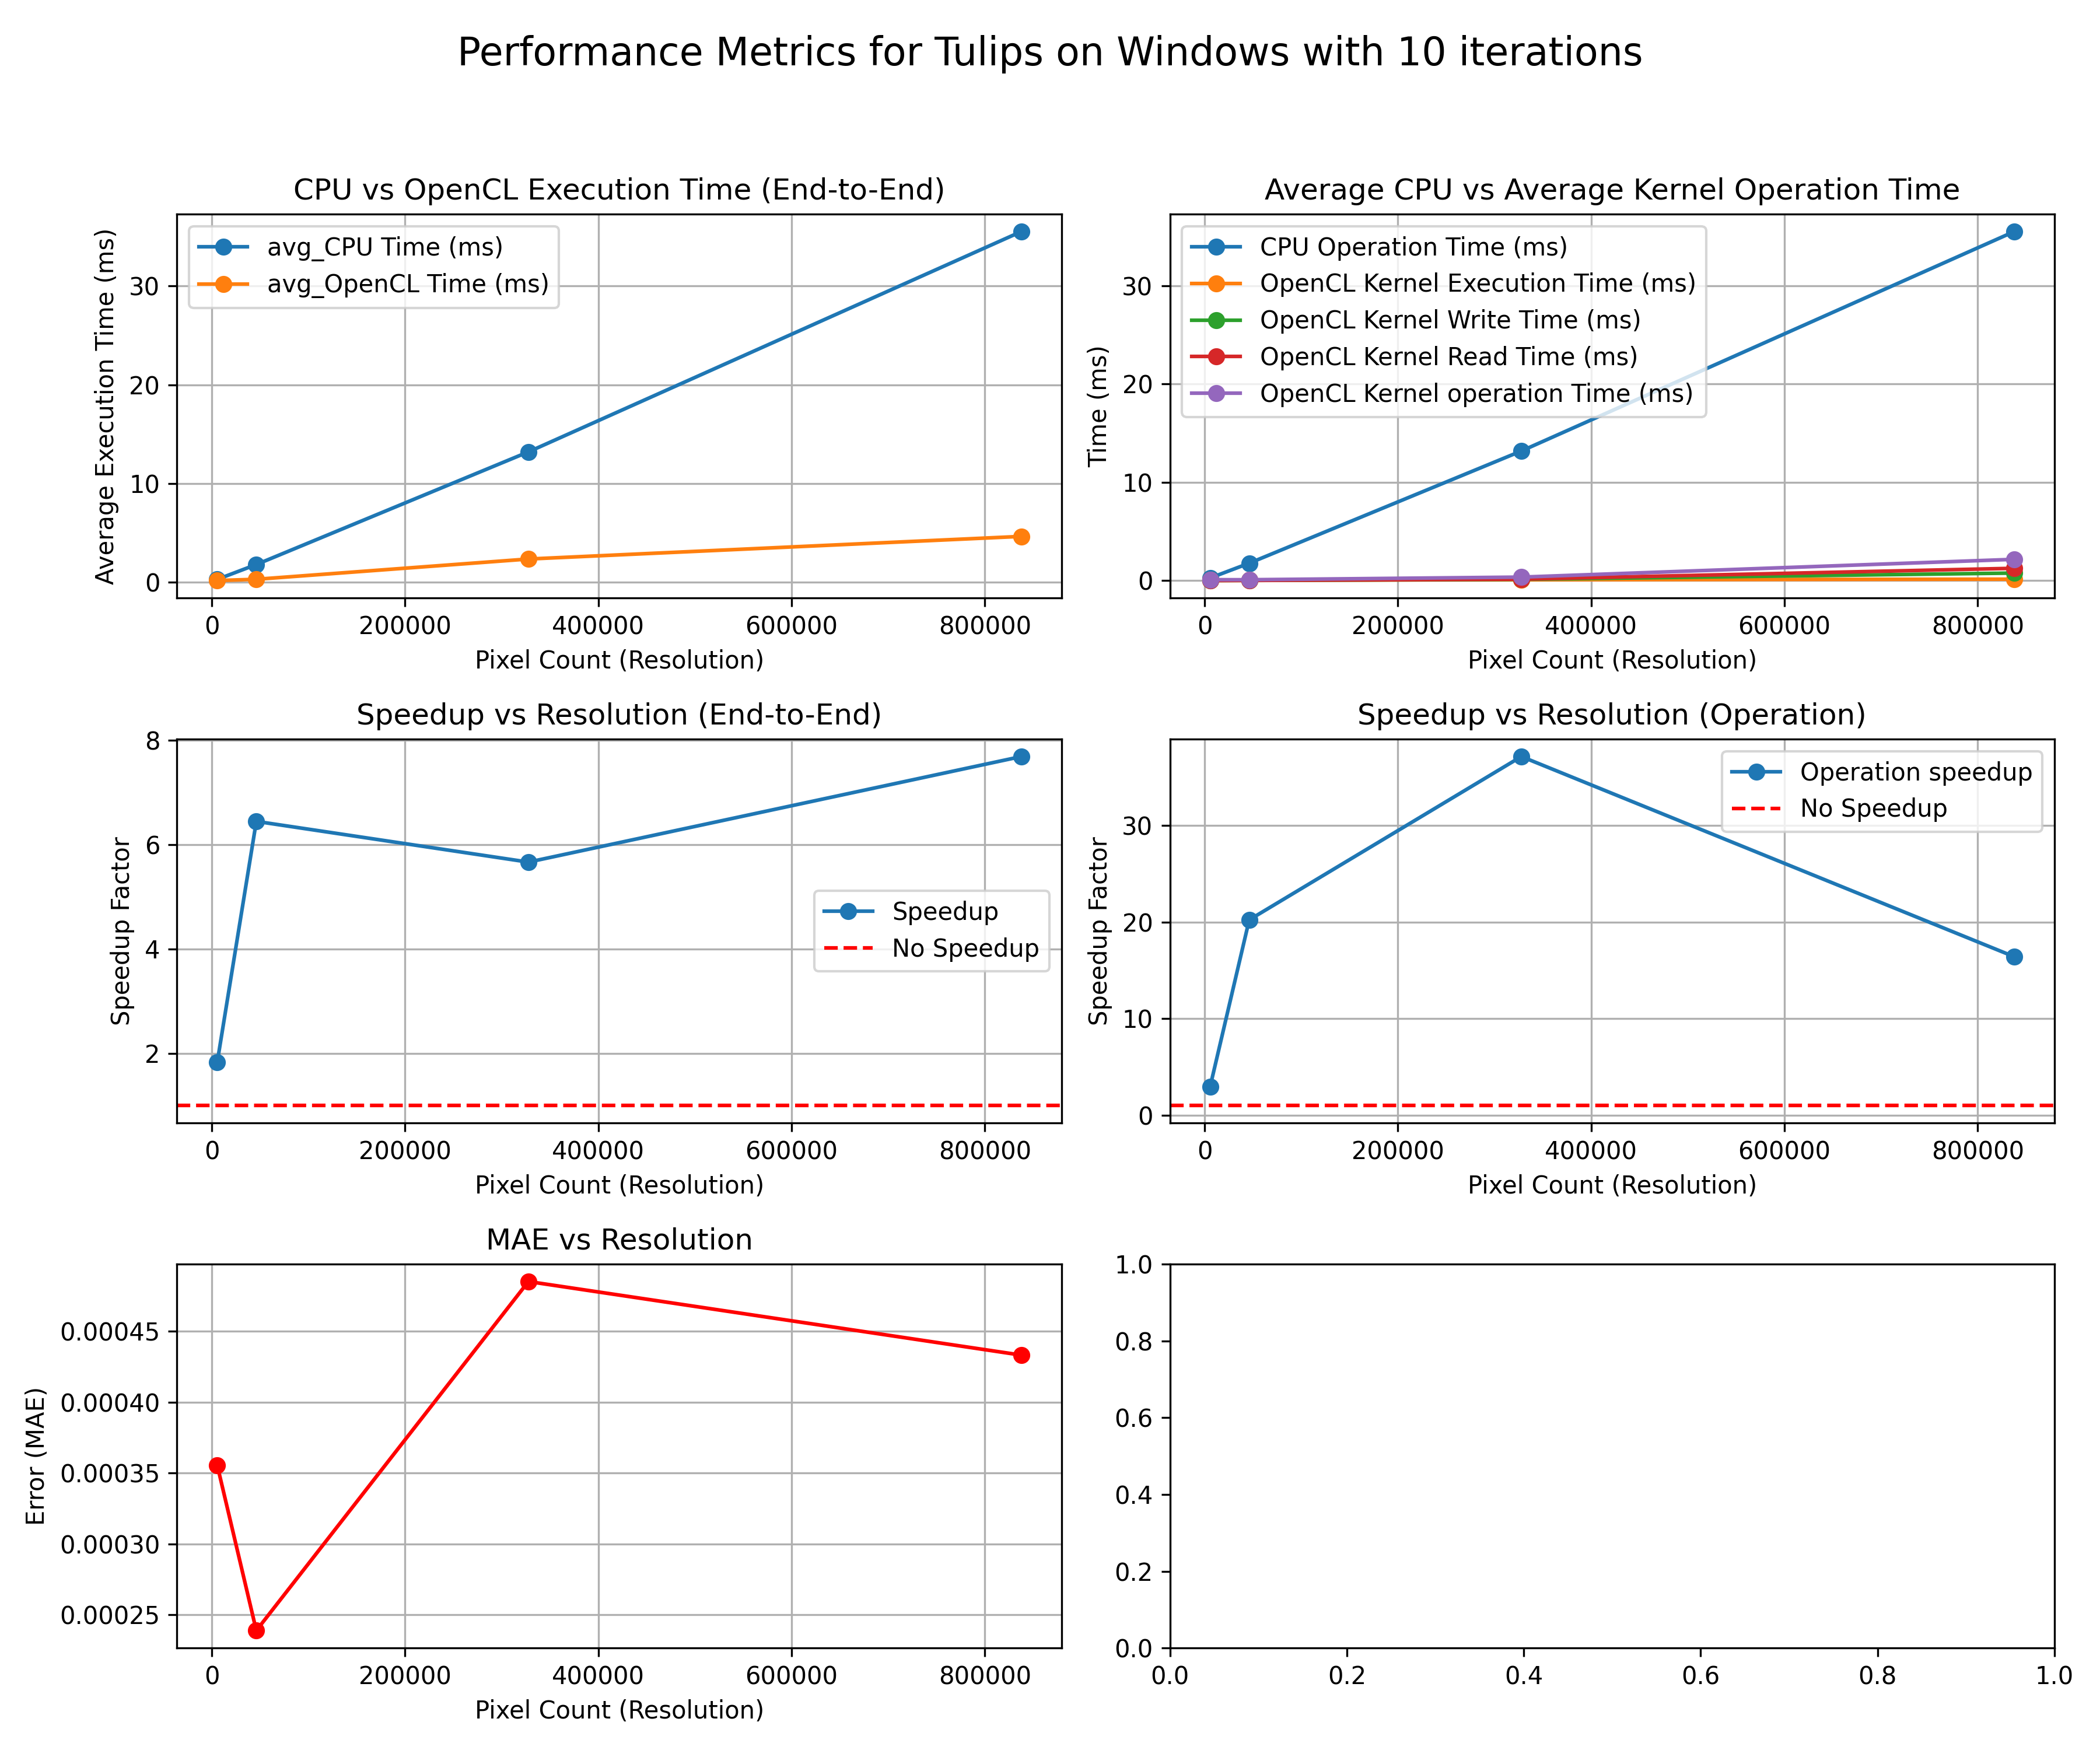 Performance Metrics for Tulips on Windows with 10 iterations
CPU vs OpenCL Execution Time (End-to-End)
Average Execution Time (ms)
30
20
10
0
avg_CPU Time (ms)
avg_OpenCL Time (ms)
0 200000 400000 600000 800000
Pixel Count (Resolution)
Average CPU vs Average Kernel Operation Time
Time (ms)
30
20
10
0
CPU Operation Time (ms)
OpenCL Kernel Execution Time (ms)
OpenCL Kernel Write Time (ms)
OpenCL Kernel Read Time (ms)
OpenCL Kernel operation Time (ms)
0 200000 400000 600000 800000
Pixel Count (Resolution)
Speedup vs Resolution (End-to-End)
Speedup Factor
8
6
4
2
Speedup
No Speedup
0 200000 400000 600000 800000
Pixel Count (Resolution)
Speedup vs Resolution (Operation)
Speedup Factor
30
20
10
0
Operation speedup
No Speedup
0 200000 400000 600000 800000
Pixel Count (Resolution)
MAE vs Resolution
Error (MAE)
0.00045
0.00040
0.00035
0.00030
0.00025
0 200000 400000 600000 800000
Pixel Count (Resolution)
1.0
0.8
0.6
0.4
0.2
0.0
0.0 0.2 0.4 0.6 0.8 1.0